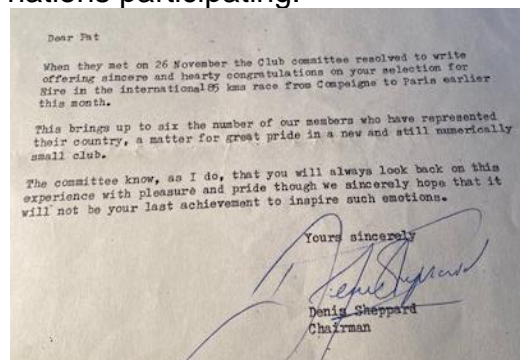 nations participating.
Dear Pat
When they met on 26 November the Club committee resolved to write
offering sincere and hearty congratulations on your selection for
Eire in the international 85 kms race from Compeigne to Paris earlier
this month.
This brings up to six the number of our members who have represented
their country, a matter for great pride in a new and still numerically
small club.
The committee know, as I do, that you will always look back on this
experience with pleasure and pride though we sincerely hope that it
will not be your last achievement to inspire such emotions.
Yours sincerely
Denis Sheppard
Denis Sheppard
Chairman